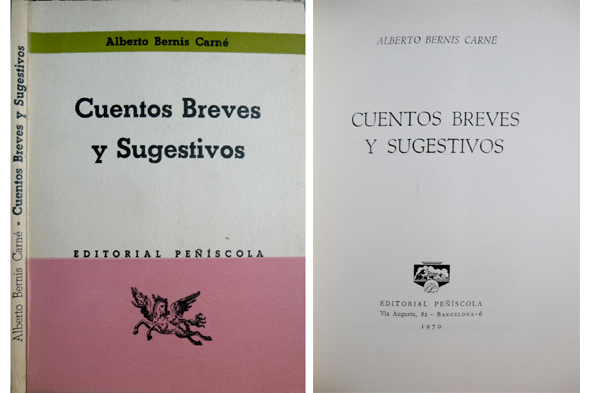 Alberto Bernis Carné - Cuentos Breves y Sugestivos
Alberto Bernis Carné
Cuentos Breves
y Sugestivos
EDITORIAL PEÑÍSCOLA
ALBERTO BERNIS CARNÉ
CUENTOS BREVES
Y SUGESTIVOS
EDITORIAL PEÑÍSCOLA
Vía Augusta, 82 - BARCELONA-6
1970